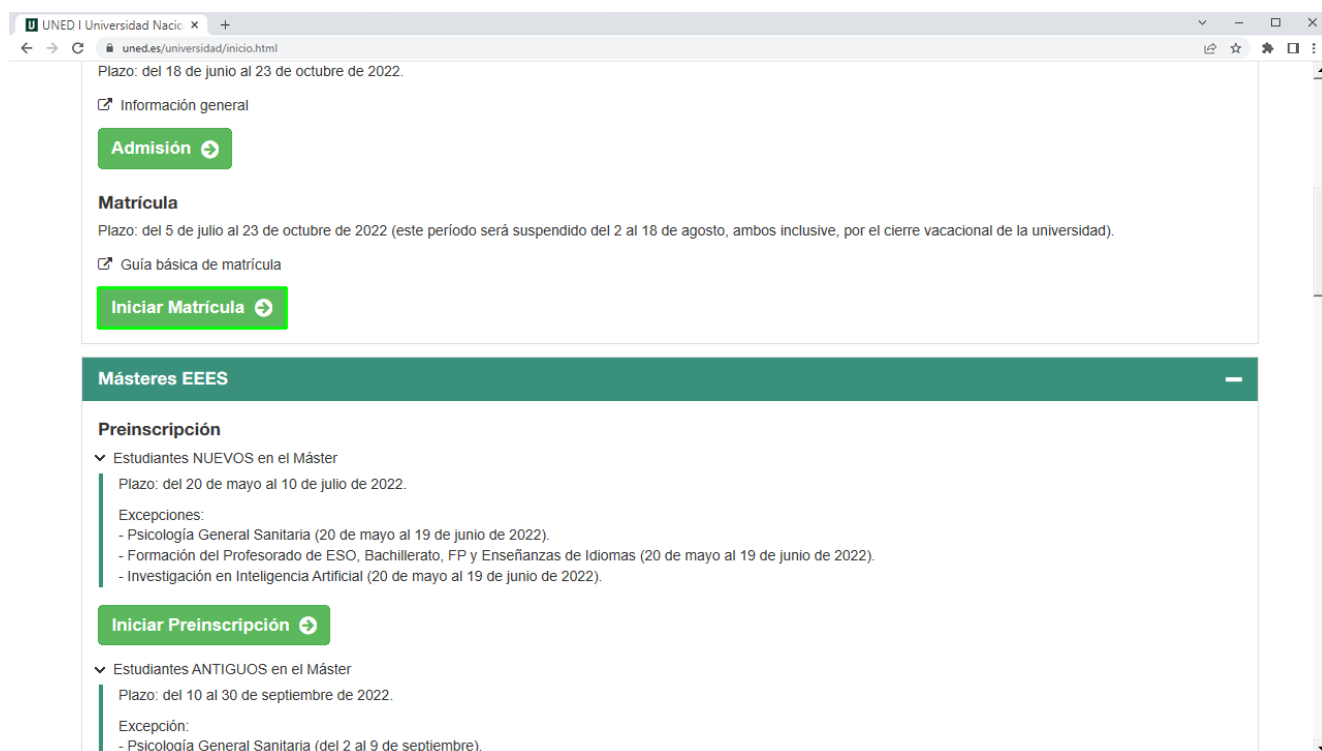 UNED | Universidad Nacio
uned.es/universidad/inicio.html
Plazo: del 18 de junio al 23 de octubre de 2022.
Información general
Admisión
Matrícula
Plazo: del 5 de julio al 23 de octubre de 2022 (este período será suspendido del 2 al 18 de agosto, ambos inclusive, por el cierre vacacional de la universidad).
Guía básica de matrícula
Iniciar Matrícula
Másteres EEES
Preinscripción
Estudiantes NUEVOS en el Máster
Plazo: del 20 de mayo al 10 de julio de 2022.
Excepciones:
- Psicología General Sanitaria (20 de mayo al 19 de junio de 2022).
- Formación del Profesorado de ESO, Bachillerato, FP y Enseñanzas de Idiomas (20 de mayo al 19 de junio de 2022).
- Investigación en Inteligencia Artificial (20 de mayo al 19 de junio de 2022).
Iniciar Preinscripción
Estudiantes ANTIGUOS en el Máster
Plazo: del 10 al 30 de septiembre de 2022.
Excepción:
- Psicología General Sanitaria (del 2 al 9 de septiembre).